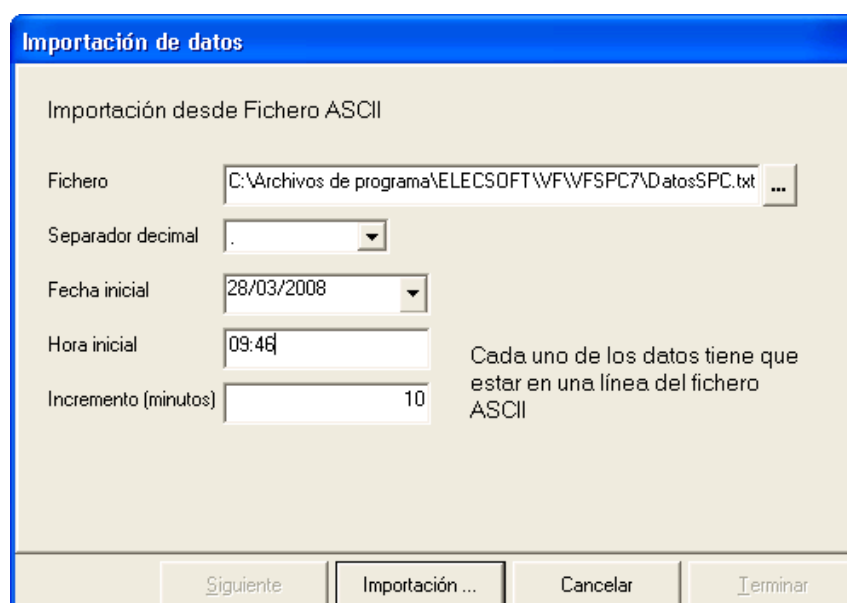 Importación de datos
Importación desde Fichero ASCII
Fichero C:\Archivos de programa\ELECSOFT\VF\VFSPC7\DatosSPC.txt ...
Separador decimal .
Fecha inicial 28/03/2008
Hora inicial 09:46
Incremento (minutos) 10
Cada uno de los datos tiene que
estar en una línea del fichero
ASCII
Siguiente Importación ... Cancelar Terminar